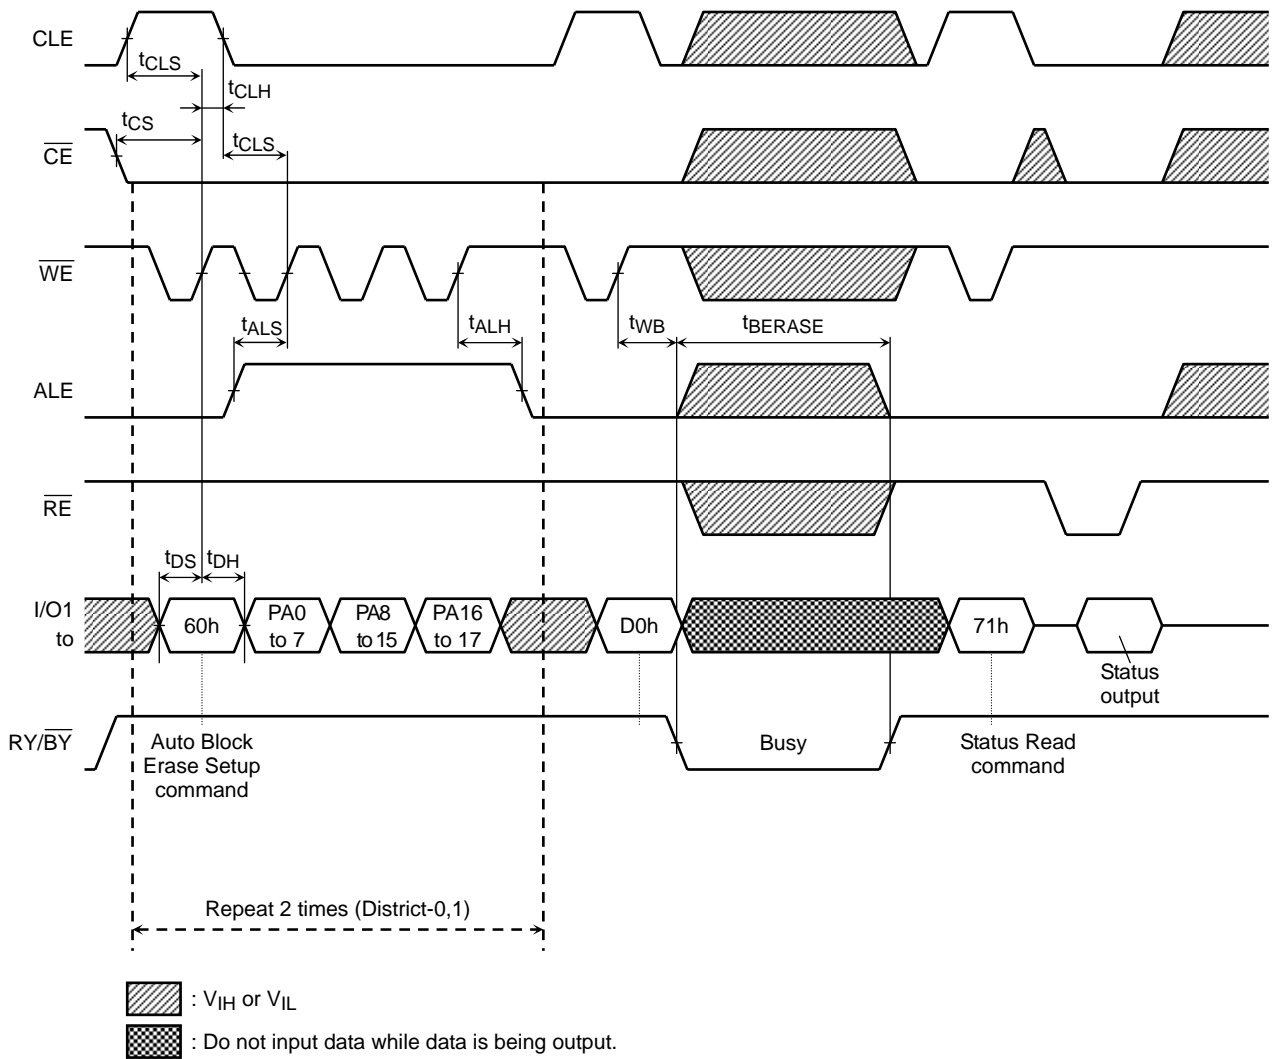 CLE
tCLS
tCLH
tCS
tCLS
CE
WE
tALS
tALH
tWB
tBERASE
ALE
RE
tDS
tDH
I/O1
to
60h
PA0
to 7
PA8
to 15
PA16
to 17
D0h
71h
Status
output
RY/BY
Auto Block
Erase Setup
command
Busy
Status Read
command
Repeat 2 times (District-0,1)
: VIH or VIL
: Do not input data while data is being output.